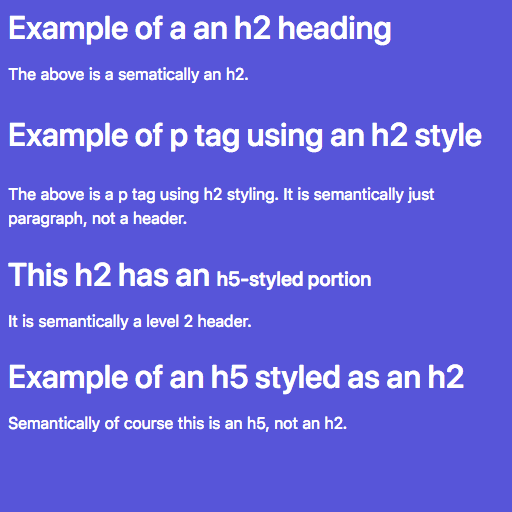 Example of a an h2 heading
The above is a sematically an h2.
Example of p tag using an h2 style
The above is a p tag using h2 styling. It is semantically just
paragraph, not a header.
This h2 has an h5-styled portion
It is semantically a level 2 header.
Example of an h5 styled as an h2
Semantically of course this is an h5, not an h2.